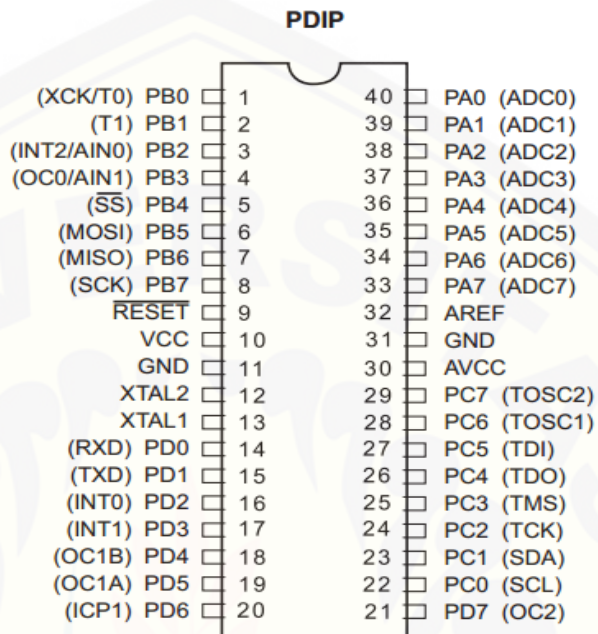 PDIP
(XCK/T0) PB0 1 40 PA0 (ADC0)
(T1) PB1 2 39 PA1 (ADC1)
(INT2/AIN0) PB2 3 38 PA2 (ADC2)
(OC0/AIN1) PB3 4 37 PA3 (ADC3)
(SS) PB4 5 36 PA4 (ADC4)
(MOSI) PB5 6 35 PA5 (ADC5)
(MISO) PB6 7 34 PA6 (ADC6)
(SCK) PB7 8 33 PA7 (ADC7)
RESET 9 32 AREF
VCC 10 31 GND
GND 11 30 AVCC
XTAL2 12 29 PC7 (TOSC2)
XTAL1 13 28 PC6 (TOSC1)
(RXD) PD0 14 27 PC5 (TDI)
(TXD) PD1 15 26 PC4 (TDO)
(INT0) PD2 16 25 PC3 (TMS)
(INT1) PD3 17 24 PC2 (TCK)
(OC1B) PD4 18 23 PC1 (SDA)
(OC1A) PD5 19 22 PC0 (SCL)
(ICP1) PD6 20 21 PD7 (OC2)